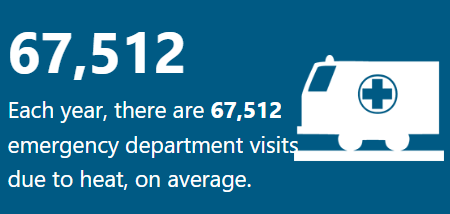 67,512
Each year, there are 67,512
emergency department visits
due to heat, on average.